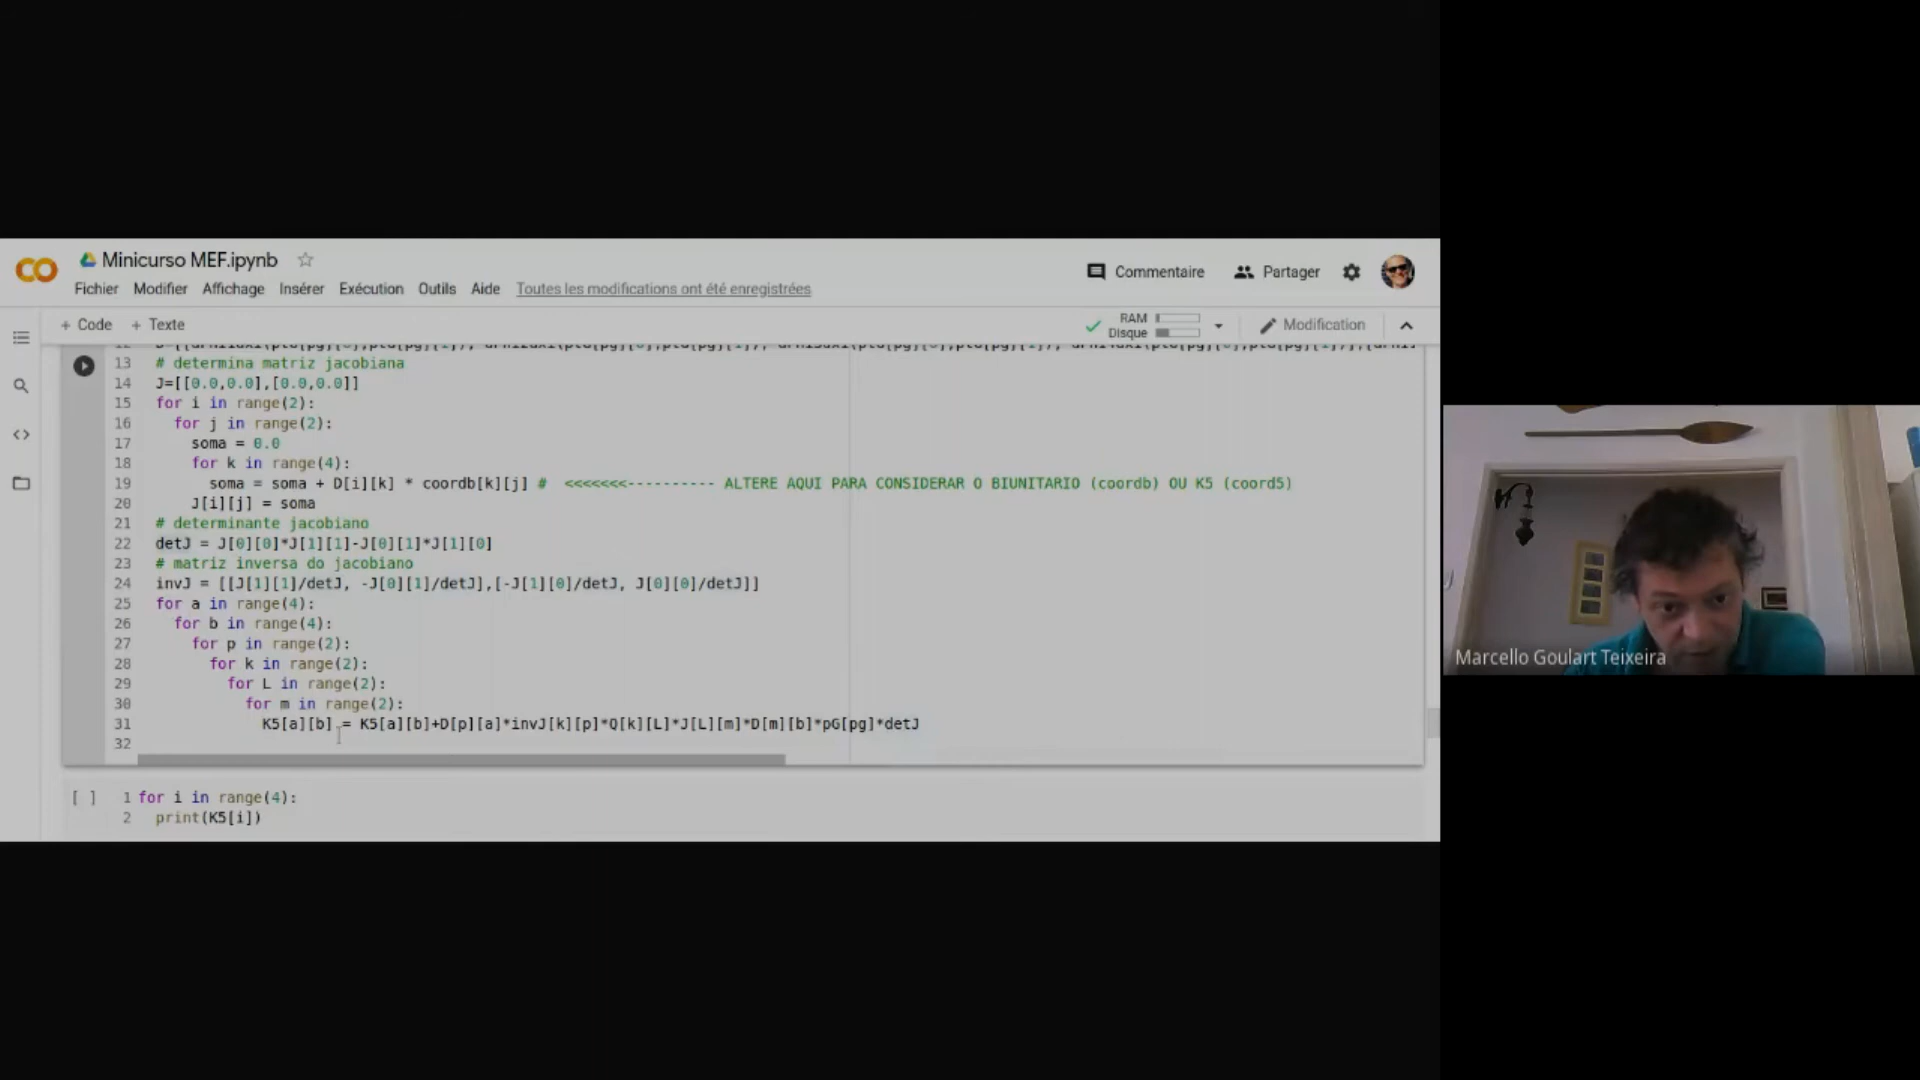 Minicurso MEF.ipynb
Commentaire
Partager
Fichier Modifier Affichage Insérer Exécution Outils Aide Toutes les modifications ont été enregistrées
+ Code + Texte
RAM
Disque
Modification
13 # determina matriz jacobiana
14 J=[[0.0,0.0],[0.0,0.0]]
15 for i in range(2):
16 for j in range(2):
17 soma = 0.0
18 for k in range(4):
19 soma = soma + D[i][k] * coordb[k][j] # <<<<<<<---------- ALTERE AQUI PARA CONSIDERAR O BIUNITARIO (coordb) OU K5 (coord5)
20 J[i][j] = soma
21 # determinante jacobiano
22 detJ = J[0][0]*J[1][1]-J[0][1]*J[1][0]
23 # matriz inversa do jacobiano
24 invJ = [[J[1][1]/detJ, -J[0][1]/detJ],[-J[1][0]/detJ, J[0][0]/detJ]]
25 for a in range(4):
26 for b in range(4):
27 for p in range(2):
28 for k in range(2):
29 for L in range(2):
30 for m in range(2):
31 K5[a][b] = K5[a][b]+D[p][a]*invJ[k][p]*Q[k][L]*J[L][m]*D[m][b]*pG[pg]*detJ
32
[ ] 1 for i in range(4):
2 print(K5[i])
Marcello Goulart Teixeira